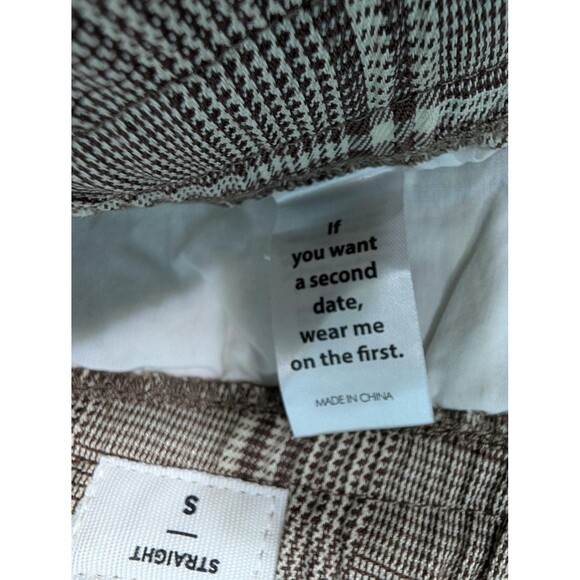 If
you want
a second
date,
wear me
on the first.
MADE IN CHINA
STRAIGHT
S